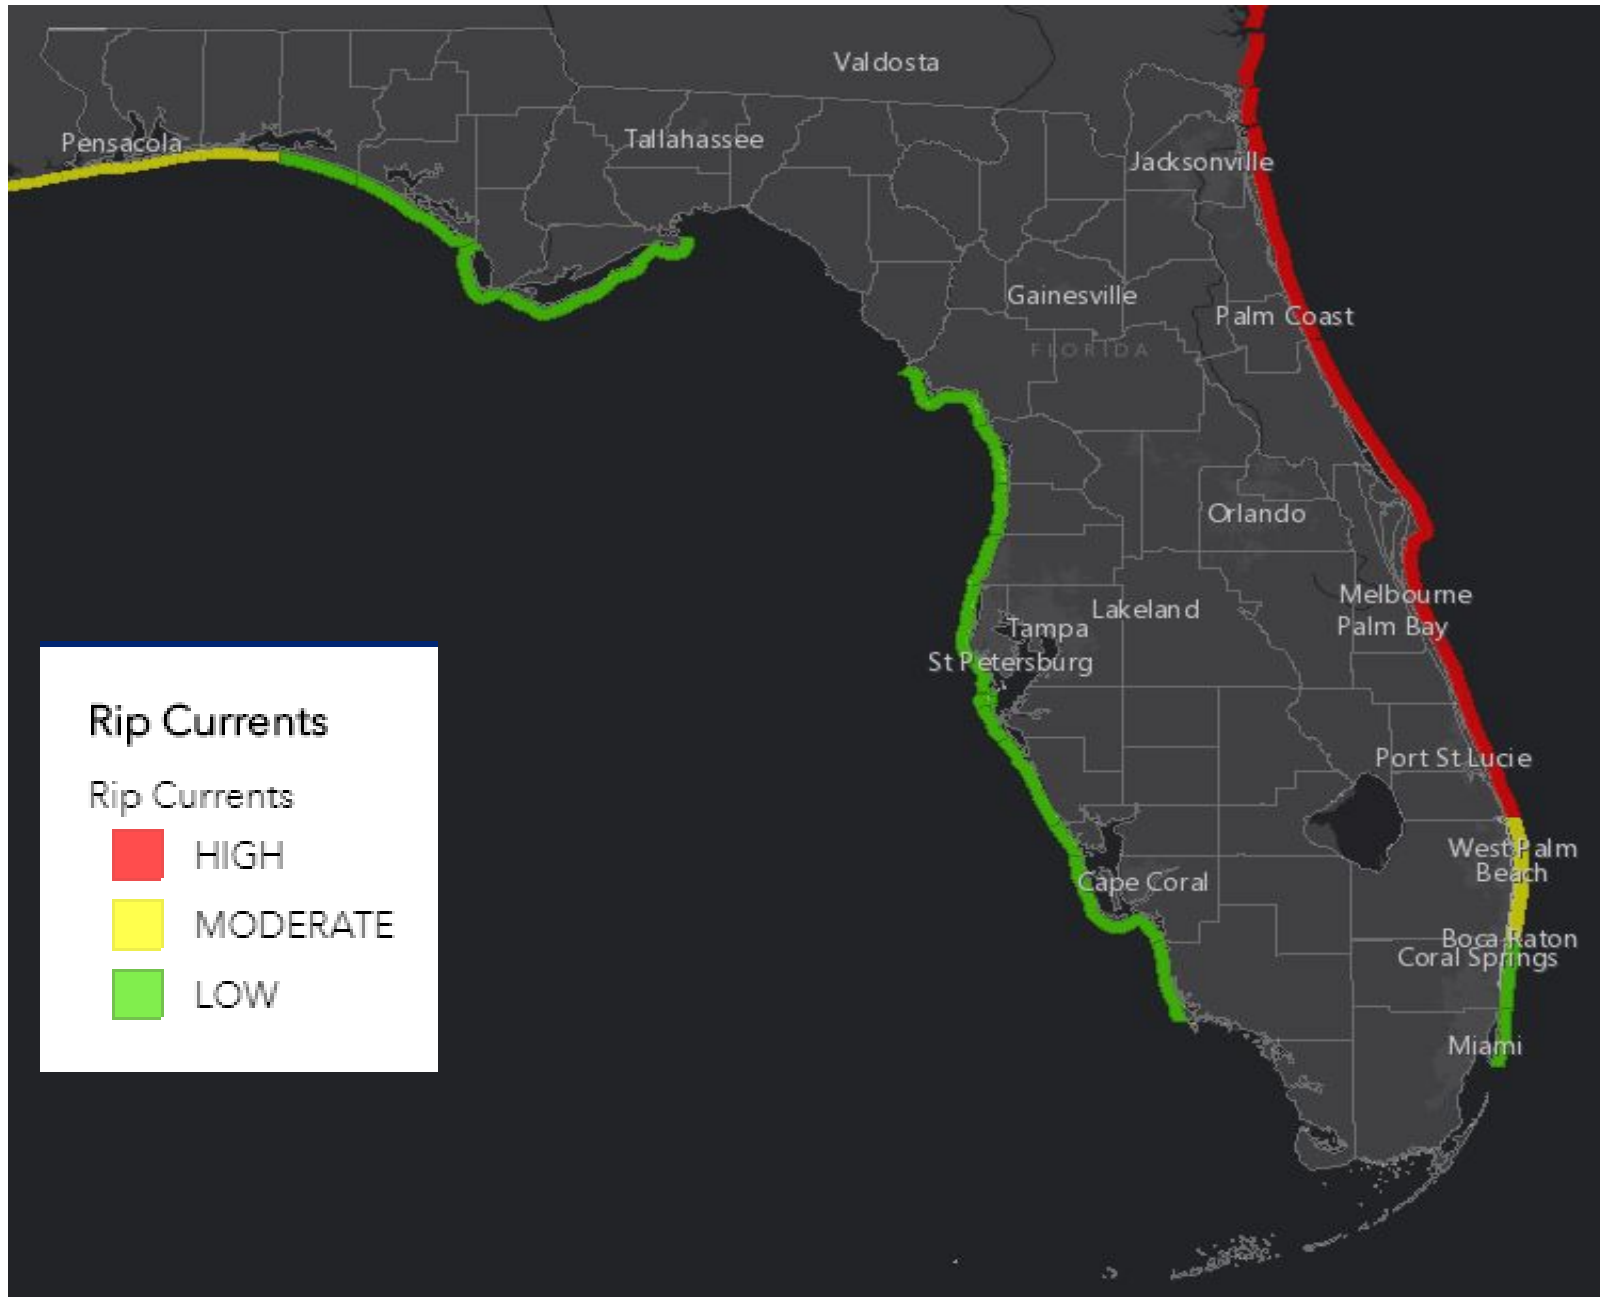 Valdosta
Pensacola
Tallahassee
Jacksonville
Gainesville
Palm Coast
FLORIDA
Orlando
Melbourne
Lakeland
Palm Bay
Tampa
St Petersburg
Rip Currents
Port St Lucie
Rip Currents
HIGH
West Palm
Beach
Cape Coral
MODERATE
Boca Raton
Coral Springs
LOW
Miami